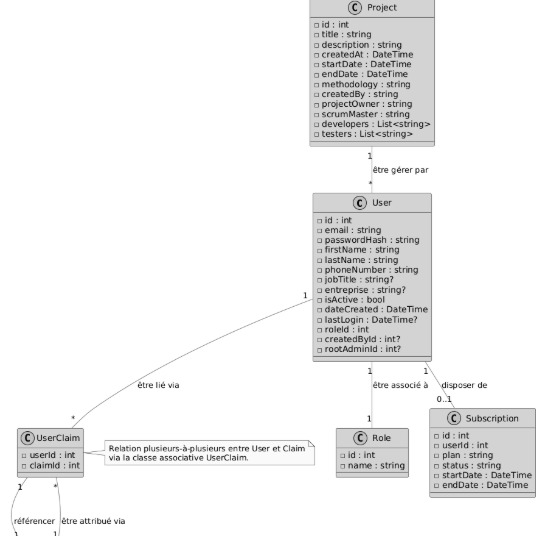 C Project
id : int
title : string
description : string
createdAt : DateTime
startDate : DateTime
endDate : DateTime
methodology : string
createdBy : string
projectOwner : string
scrumMaster : string
developers : List<string>
testers : List<string>
1
être gérer par
*
C User
id : int
email : string
passwordHash : string
firstName : string
lastName : string
phoneNumber : string
jobTitle : string?
entreprise : string?
isActive : bool
dateCreated : DateTime
lastLogin : DateTime?
roleId : int
createdById : int?
rootAdminId : int?
1
être lié via
*
1
être associé à
1
1
disposer de
0..1
C UserClaim
userId : int
claimId : int
Relation plusieurs-à-plusieurs entre User et Claim
via la classe associative UserClaim.
C Role
id : int
name : string
C Subscription
id : int
userId : int
plan : string
status : string
startDate : DateTime
endDate : DateTime
1
référencer
1
*
être attribué via
1